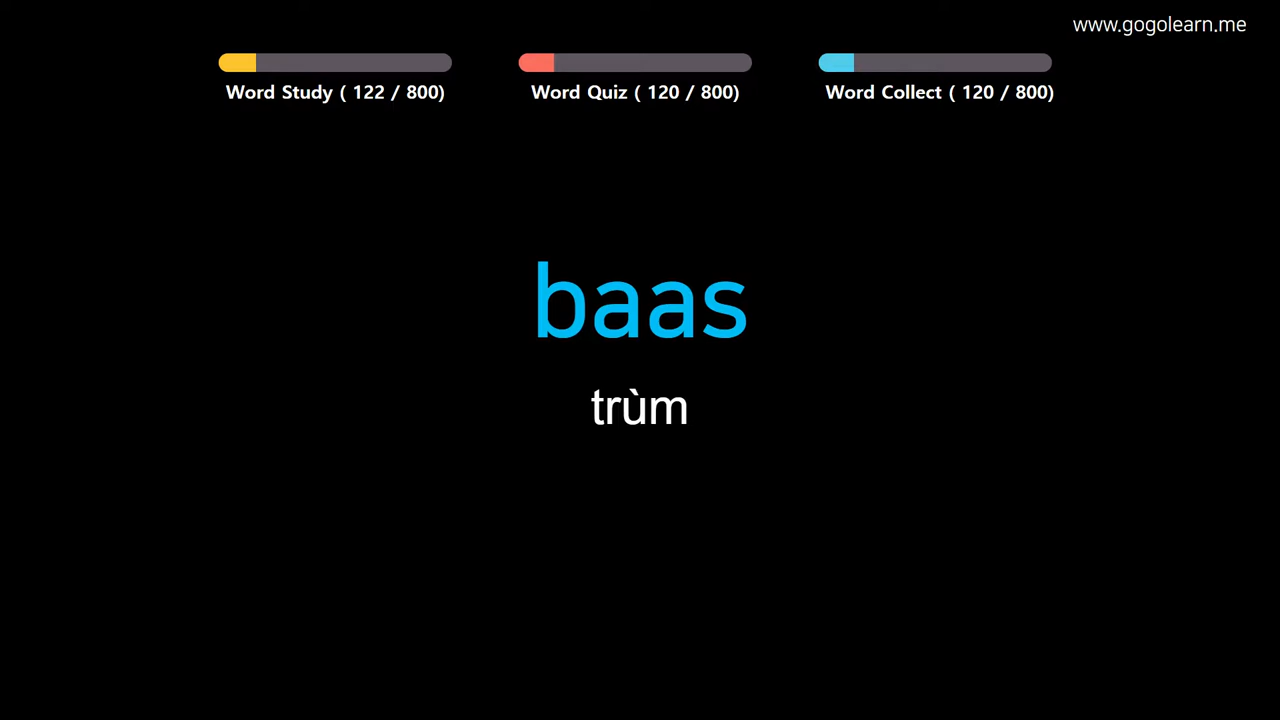 www.gogolearn.me
Word Study ( 122 / 800)
Word Quiz ( 120 / 800)
Word Collect ( 120 / 800)
baas
trùm